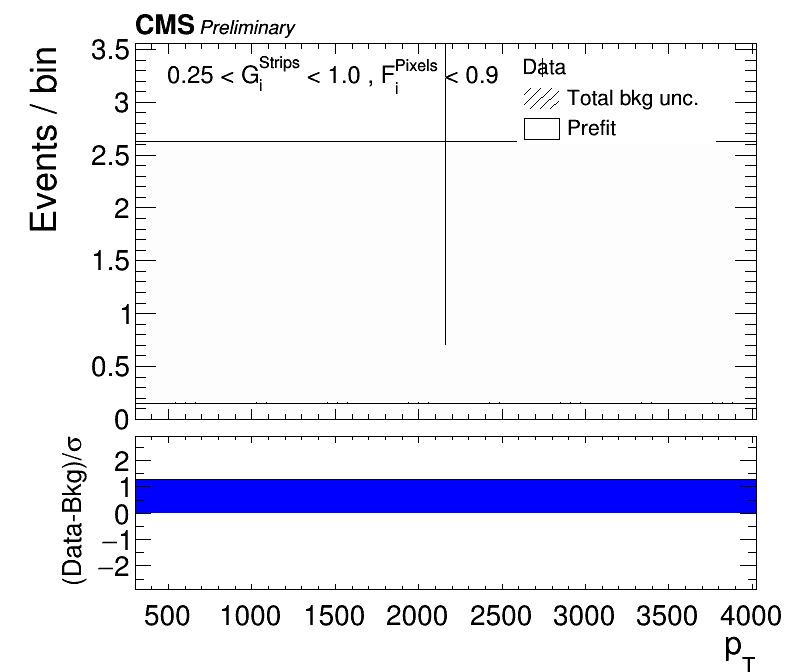 CMS Preliminary
Events / bin
0.25 < G_i^Strips < 1.0 , F_i^Pixels < 0.9
Data
Total bkg unc.
Prefit
3.5
3
2.5
2
1.5
1
0.5
0
(Data-Bkg)/σ
2
1
0
−1
−2
500 1000 1500 2000 2500 3000 3500 4000
p_T